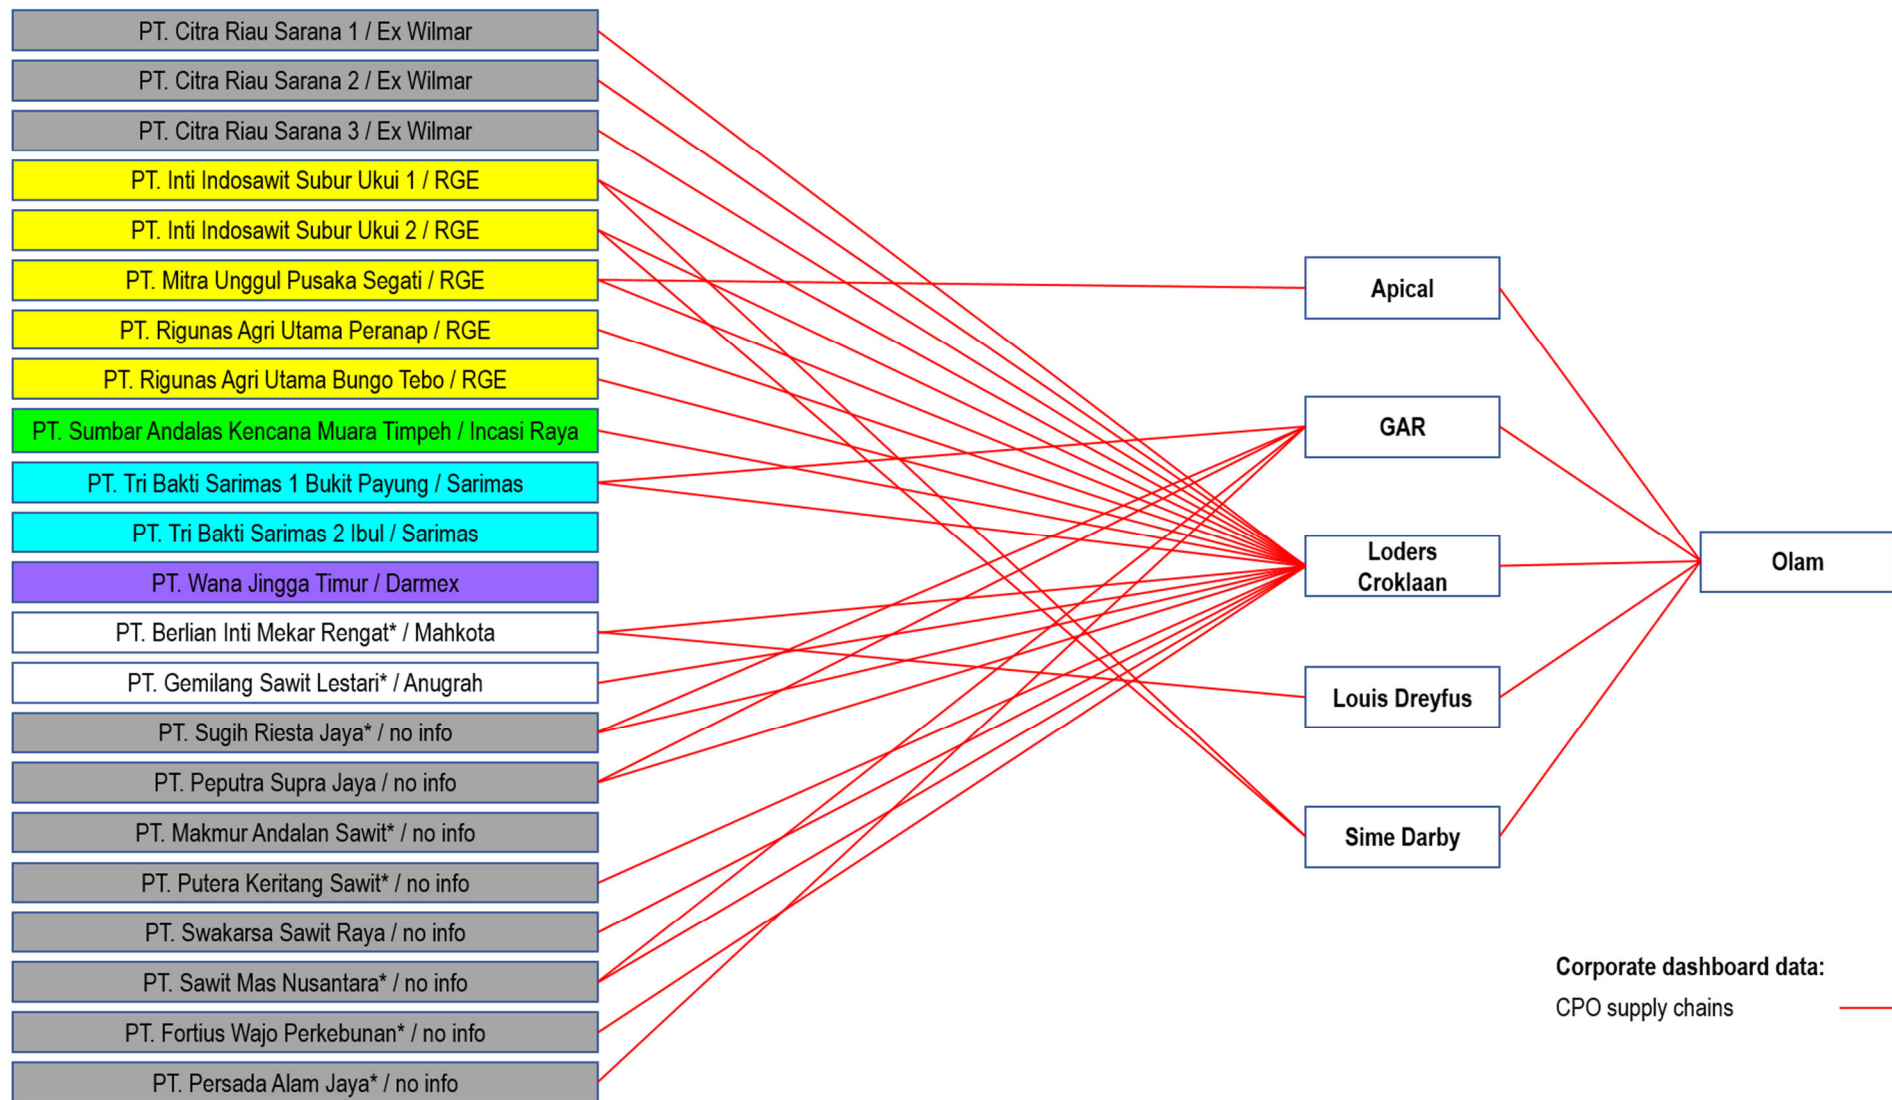 PT. Citra Riau Sarana 1 / Ex Wilmar
PT. Citra Riau Sarana 2 / Ex Wilmar
PT. Citra Riau Sarana 3 / Ex Wilmar
PT. Inti Indosawit Subur Ukui 1 / RGE
PT. Inti Indosawit Subur Ukui 2 / RGE
PT. Mitra Unggul Pusaka Segati / RGE
PT. Rigunas Agri Utama Peranap / RGE
PT. Rigunas Agri Utama Bungo Tebo / RGE
PT. Sumbar Andalas Kencana Muara Timpeh / Incasi Raya
PT. Tri Bakti Sarimas 1 Bukit Payung / Sarimas
PT. Tri Bakti Sarimas 2 Ibul / Sarimas
PT. Wana Jingga Timur / Darmex
PT. Berlian Inti Mekar Rengat* / Mahkota
PT. Gemilang Sawit Lestari* / Anugrah
PT. Sugih Riesta Jaya* / no info
PT. Peputra Supra Jaya / no info
PT. Makmur Andalan Sawit* / no info
PT. Putera Keritang Sawit* / no info
PT. Swakarsa Sawit Raya / no info
PT. Sawit Mas Nusantara* / no info
PT. Fortius Wajo Perkebunan* / no info
PT. Persada Alam Jaya* / no info
Apical
GAR
Loders
Croklaan
Louis Dreyfus
Sime Darby
Olam
Corporate dashboard data:
CPO supply chains